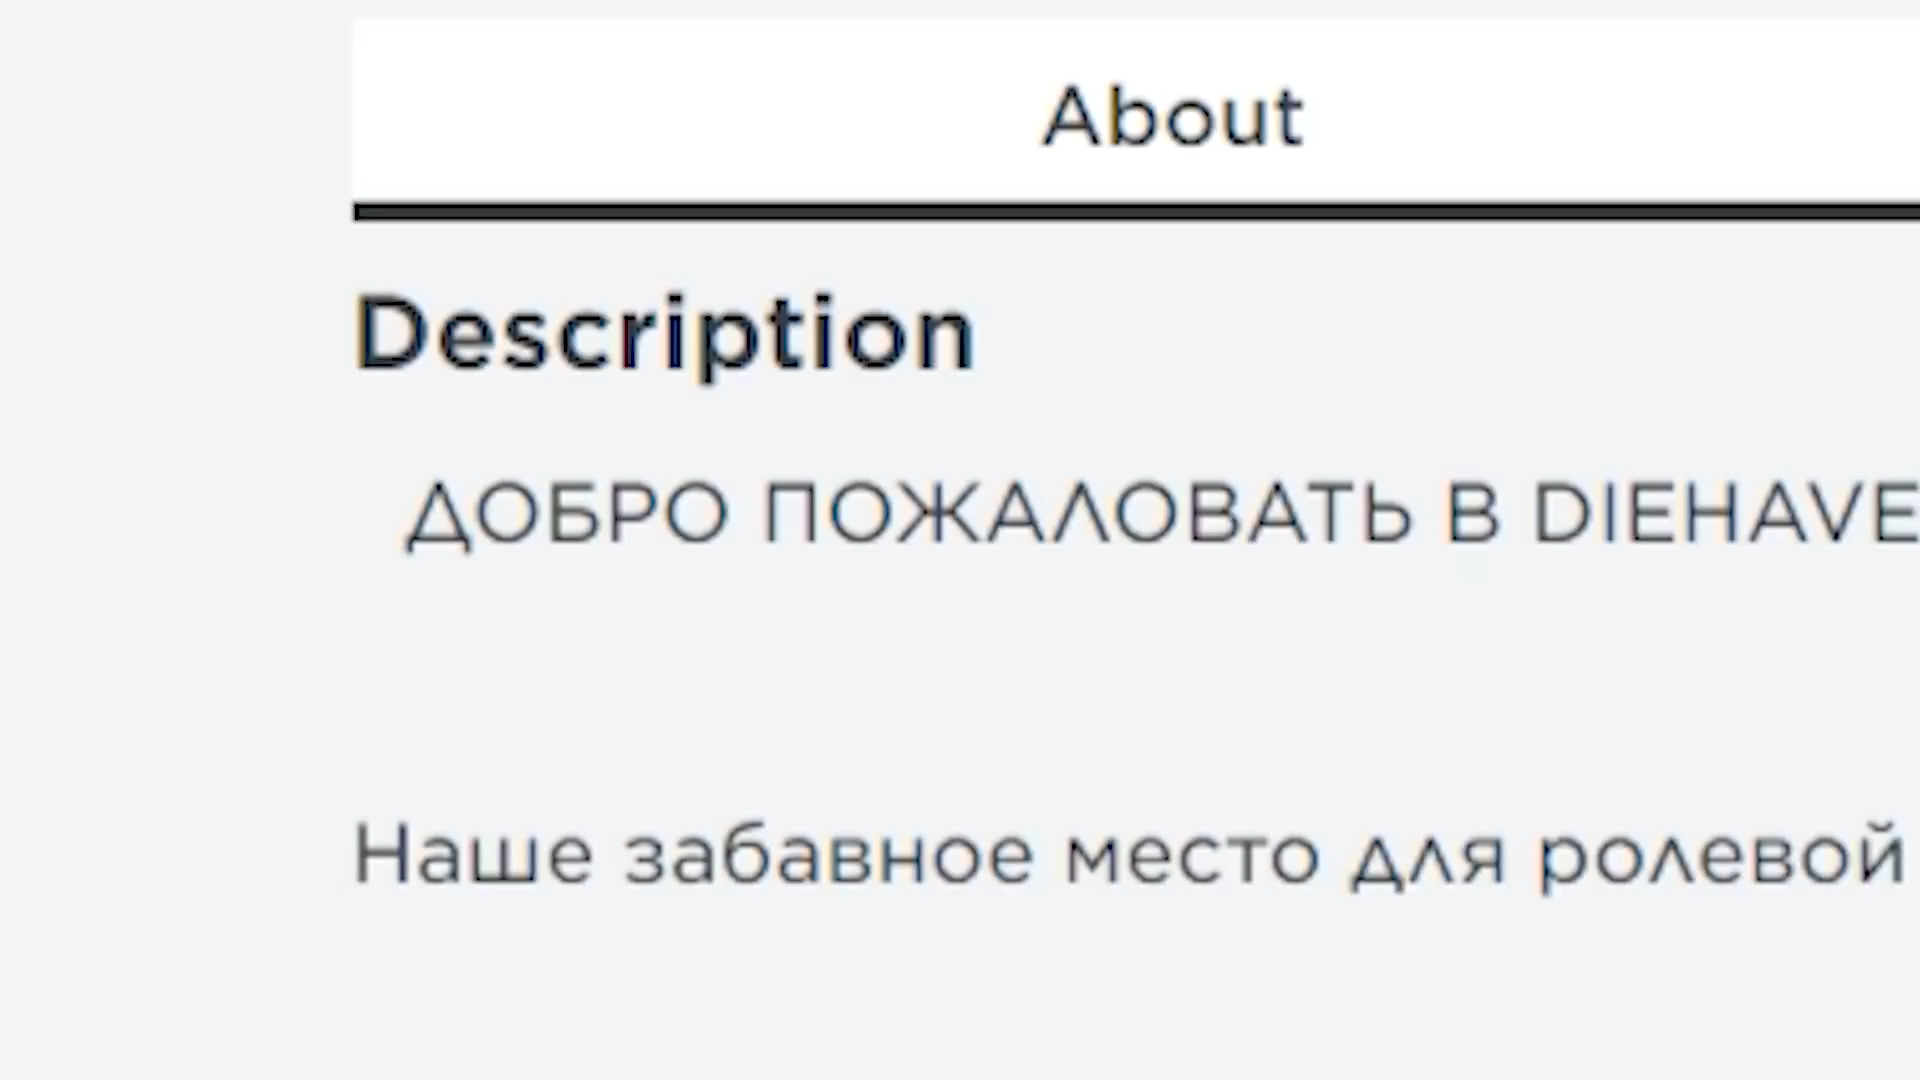 About
Description
ДОБРО ПОЖАЛОВАТЬ В DIEHAVE
Наше забавное место для ролевой